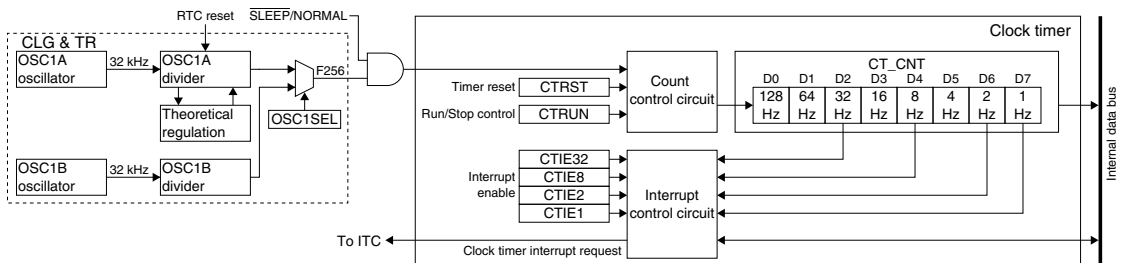 RTC reset
SLEEP/NORMAL
Clock timer
CLG & TR
OSC1A
oscillator
32 kHz
OSC1A
divider
F256
Theoretical
regulation
OSC1SEL
OSC1B
oscillator
32 kHz
OSC1B
divider
Timer reset
CTRST
Run/Stop control
CTRUN
Count
control circuit
CT_CNT
D0 D1 D2 D3 D4 D5 D6 D7
128 64 32 16 8 4 2 1
Hz Hz Hz Hz Hz Hz Hz Hz
Internal data bus
Interrupt
enable
CTIE32
CTIE8
CTIE2
CTIE1
Interrupt
control circuit
To ITC
Clock timer interrupt request